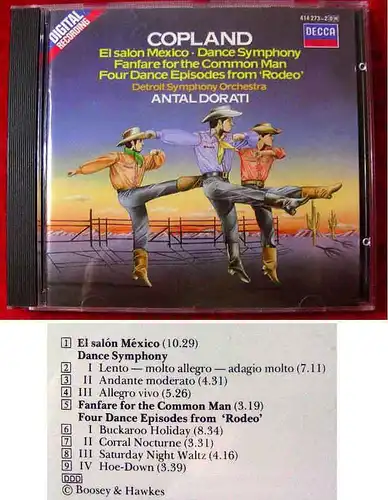 DIGITAL
RECORDING
COPLAND
414 273-2 DH
DECCA
El salón México · Dance Symphony
Fanfare for the Common Man
Four Dance Episodes from 'Rodeo'
Detroit Symphony Orchestra
ANTAL DORATI
1 El salón México (10.29)
Dance Symphony
2 I Lento — molto allegro — adagio molto (7.11)
3 II Andante moderato (4.31)
4 III Allegro vivo (5.26)
5 Fanfare for the Common Man (3.19)
Four Dance Episodes from 'Rodeo'
6 I Buckaroo Holiday (8.34)
7 II Corral Nocturne (3.31)
8 III Saturday Night Waltz (4.16)
9 IV Hoe-Down (3.39)
DDD
© Boosey & Hawkes